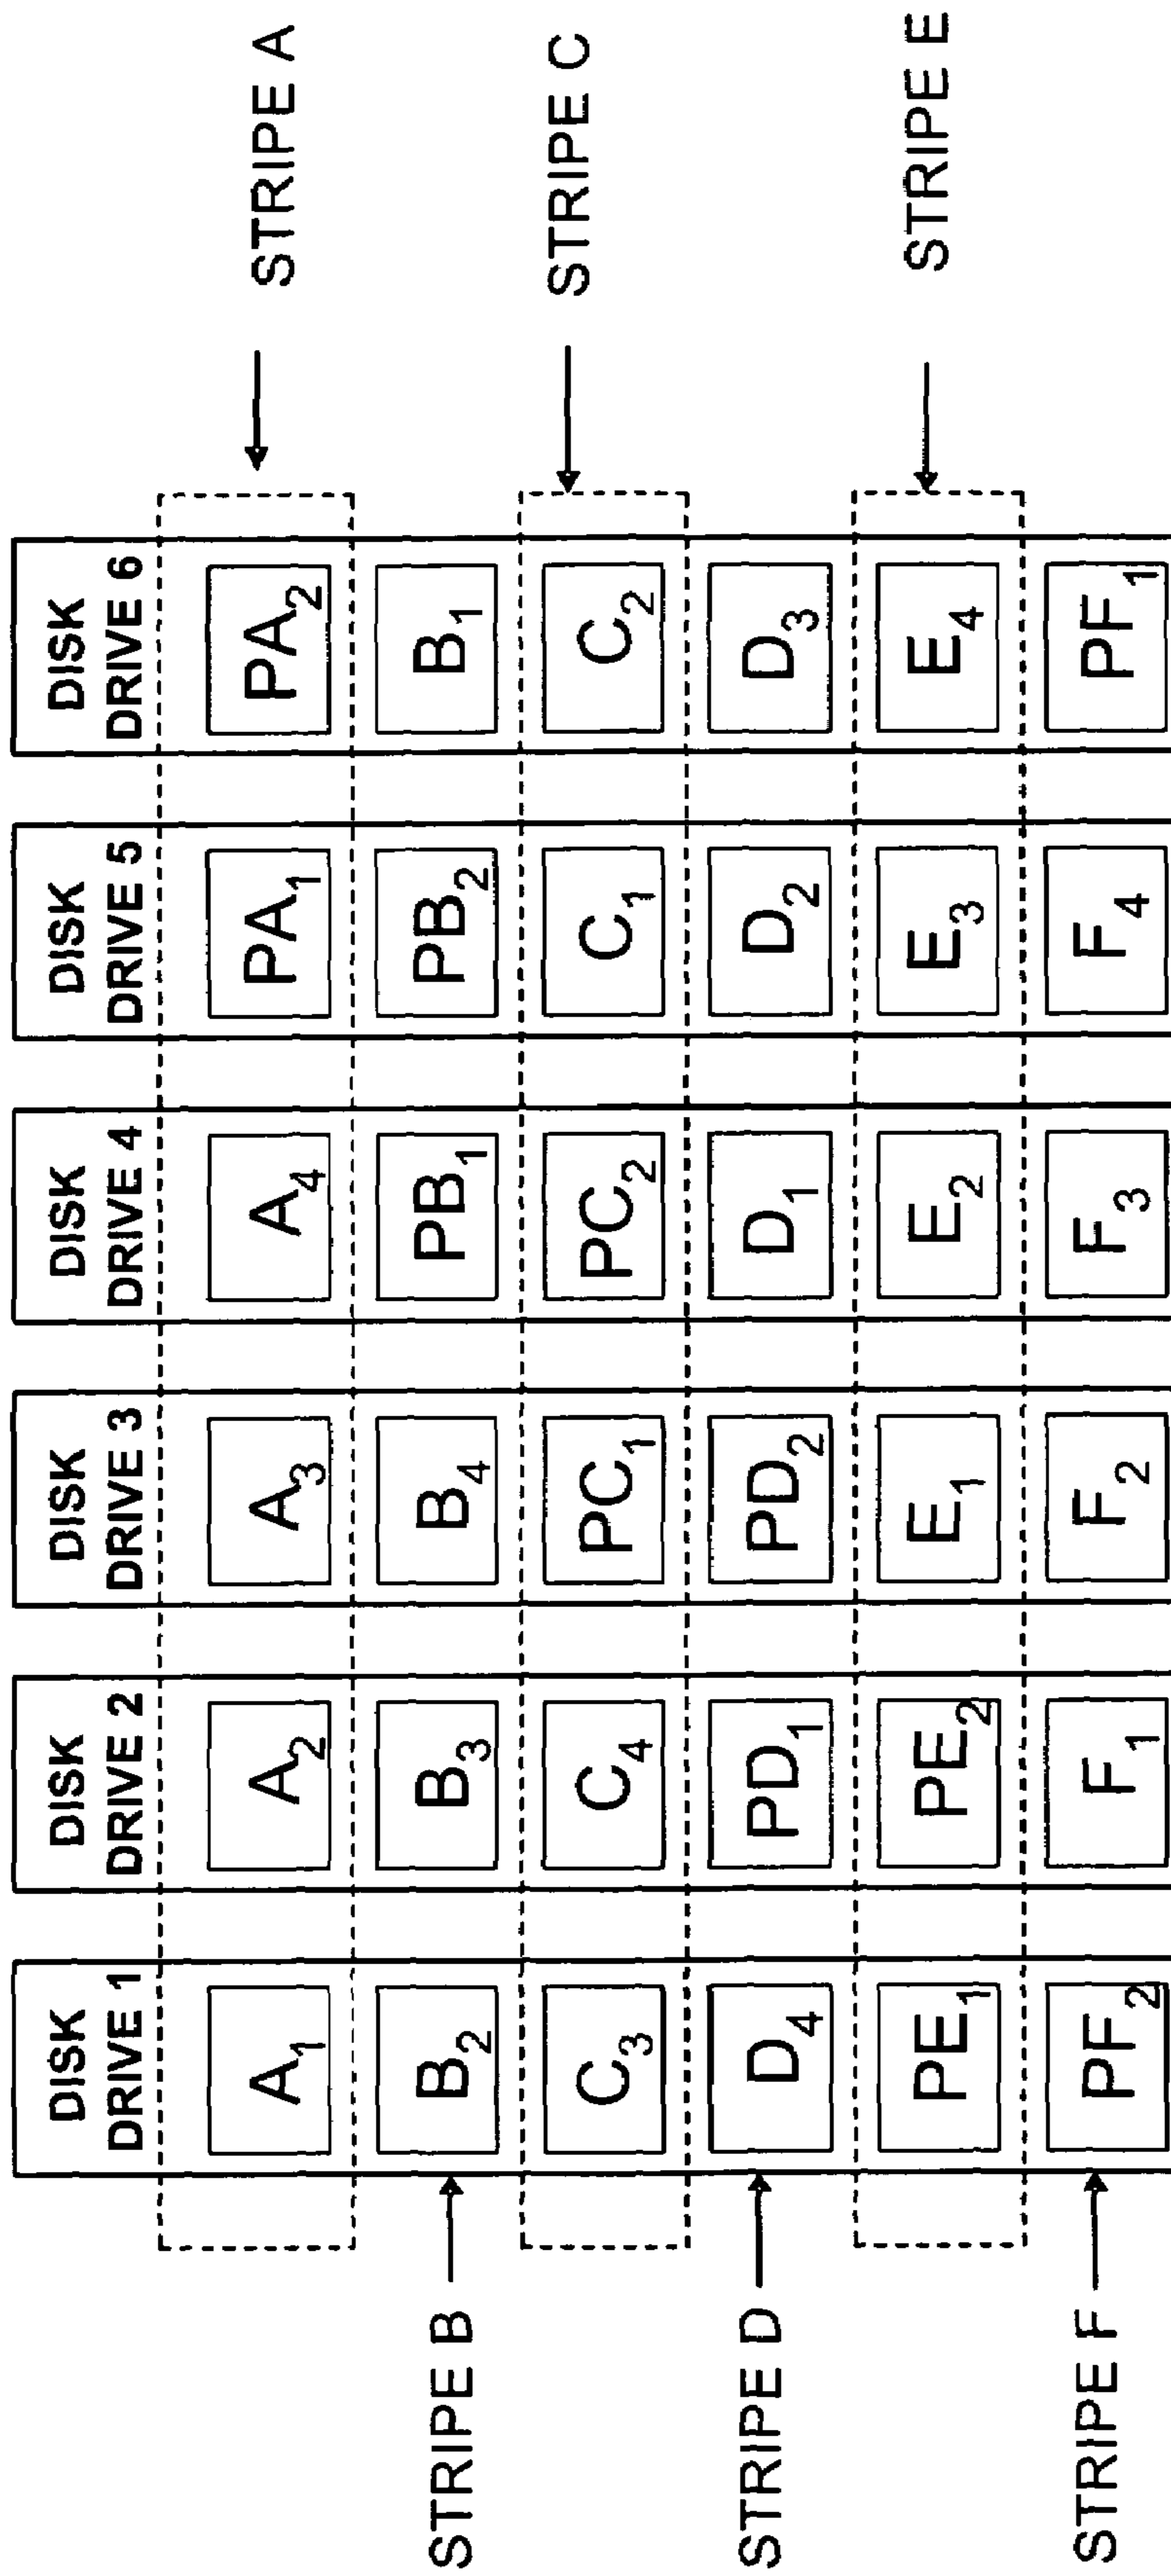 DISK DRIVE 1 DISK DRIVE 2 DISK DRIVE 3 DISK DRIVE 4 DISK DRIVE 5 DISK DRIVE 6
A₁ A₂ A₃ A₄ PA₁ PA₂ STRIPE A
STRIPE B B₂ B₃ B₄ PB₁ PB₂ B₁
C₃ C₄ PC₁ PC₂ C₁ C₂ STRIPE C
STRIPE D D₄ PD₁ PD₂ D₁ D₂ D₃
PE₁ PE₂ E₁ E₂ E₃ E₄ STRIPE E
STRIPE F PF₂ F₁ F₂ F₃ F₄ PF₁